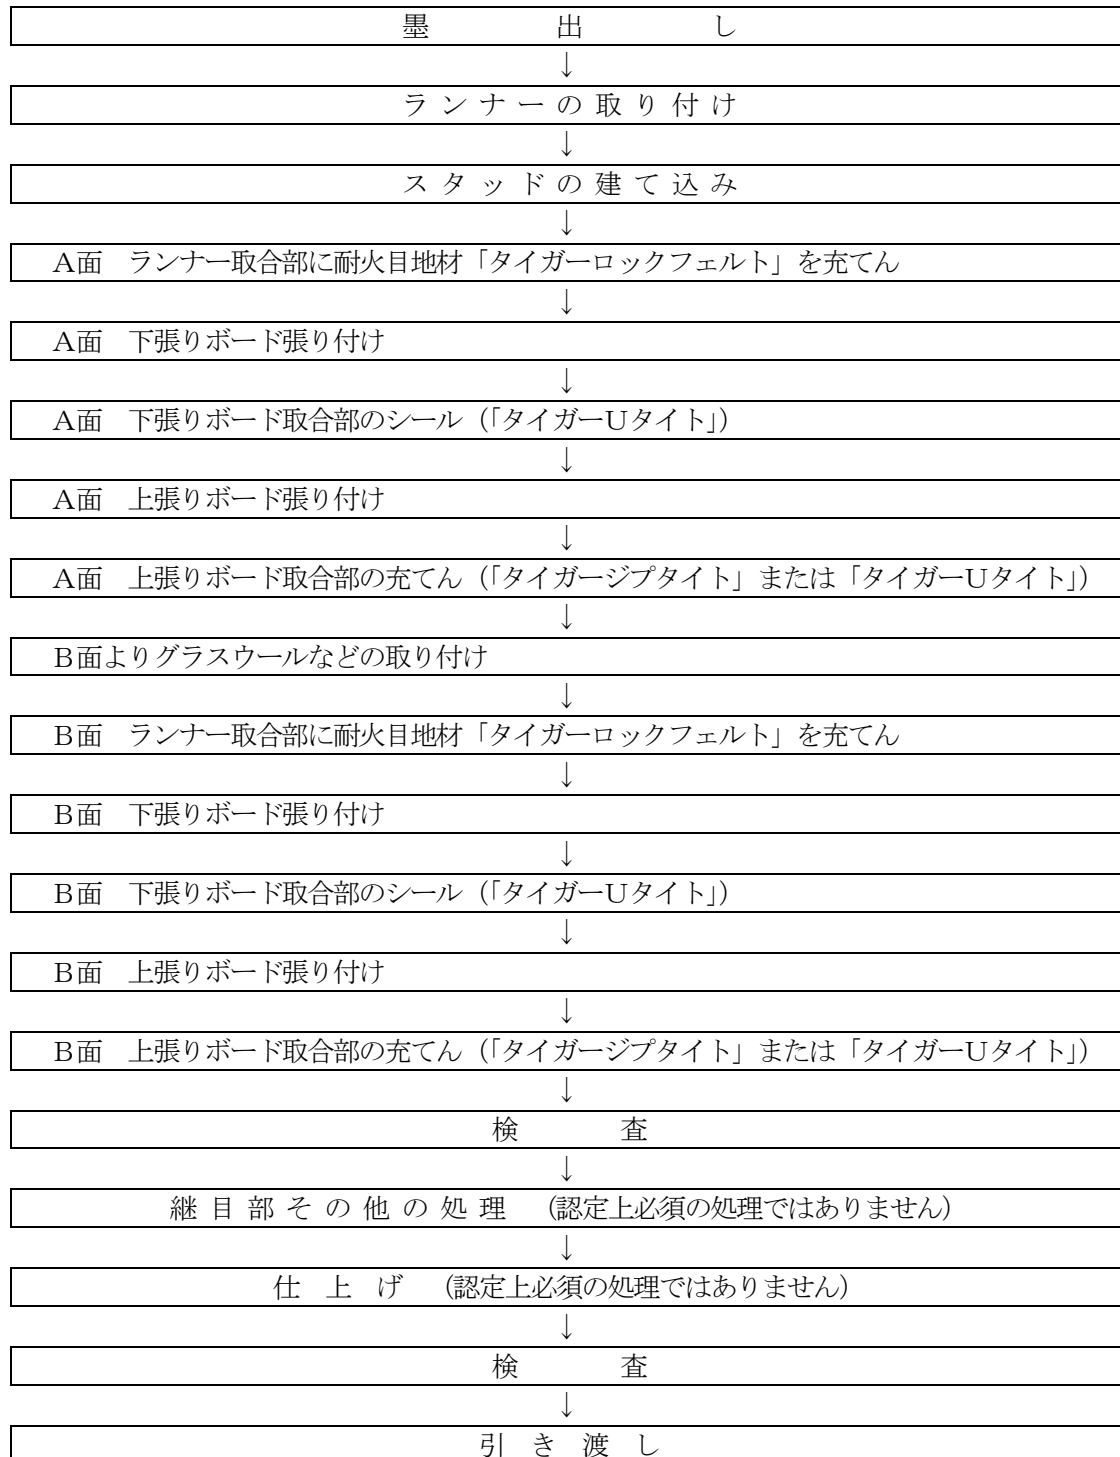 墨出し
↓
ランナーの取り付け
↓
スタッドの建て込み
↓
A面 ランナー取合部に耐火目地材「タイガーロックフェルト」を充てん
↓
A面 下張りボード張り付け
↓
A面 下張りボード取合部のシール(「タイガーUタイト」)
↓
A面 上張りボード張り付け
↓
A面 上張りボード取合部の充てん(「タイガージプタイト」または「タイガーUタイト」)
↓
B面よりグラスウールなどの取り付け
↓
B面 ランナー取合部に耐火目地材「タイガーロックフェルト」を充てん
↓
B面 下張りボード張り付け
↓
B面 下張りボード取合部のシール(「タイガーUタイト」)
↓
B面 上張りボード張り付け
↓
B面 上張りボード取合部の充てん(「タイガージプタイト」または「タイガーUタイト」)
↓
検査
↓
継目部その他の処理 (認定上必須の処理ではありません)
↓
仕上げ (認定上必須の処理ではありません)
↓
検査
↓
引き渡し